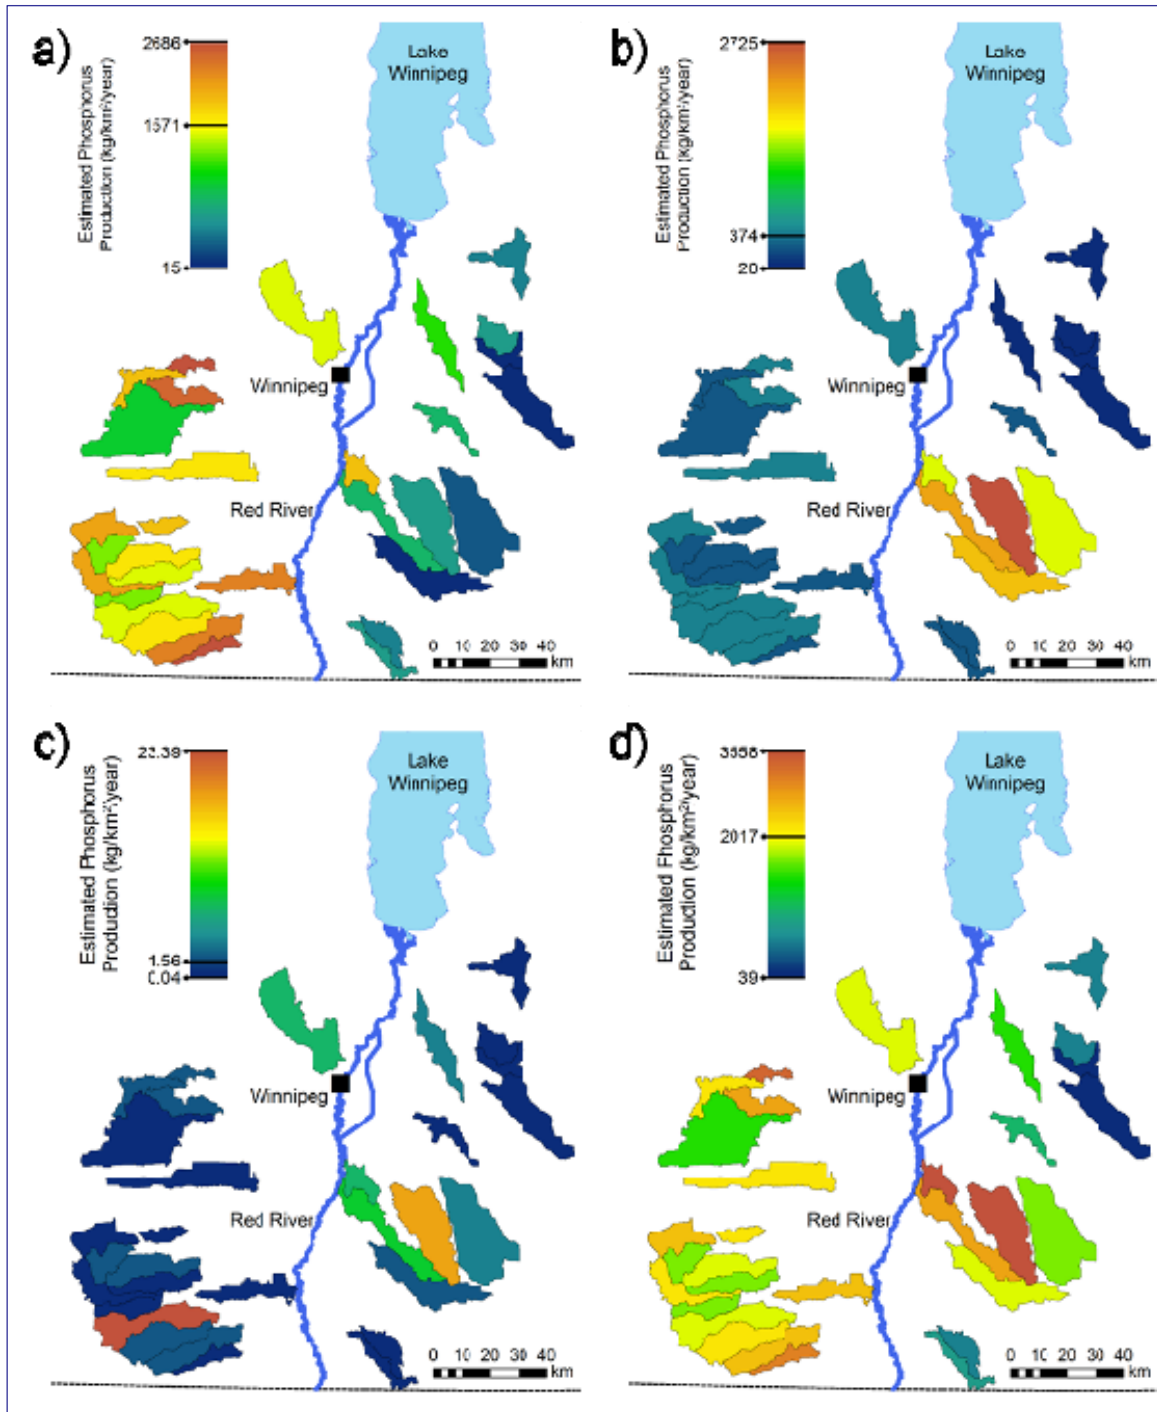 a)
Estimated Phosphorus
Production (kg/km²/year)
2686
1571
15
Lake
Winnipeg
Winnipeg
Red River
0 10 20 30 40
km
b)
Estimated Phosphorus
Production (kg/km²/year)
2725
374
20
Lake
Winnipeg
Winnipeg
Red River
0 10 20 30 40
km
c)
Estimated Phosphorus
Production (kg/km²/year)
1.56
0.04
Lake
Winnipeg
Winnipeg
Red River
0 10 20 30 40
km
d)
Estimated Phosphorus
Production (kg/km²/year)
2017
39
Lake
Winnipeg
Winnipeg
Red River
0 10 20 30 40
km